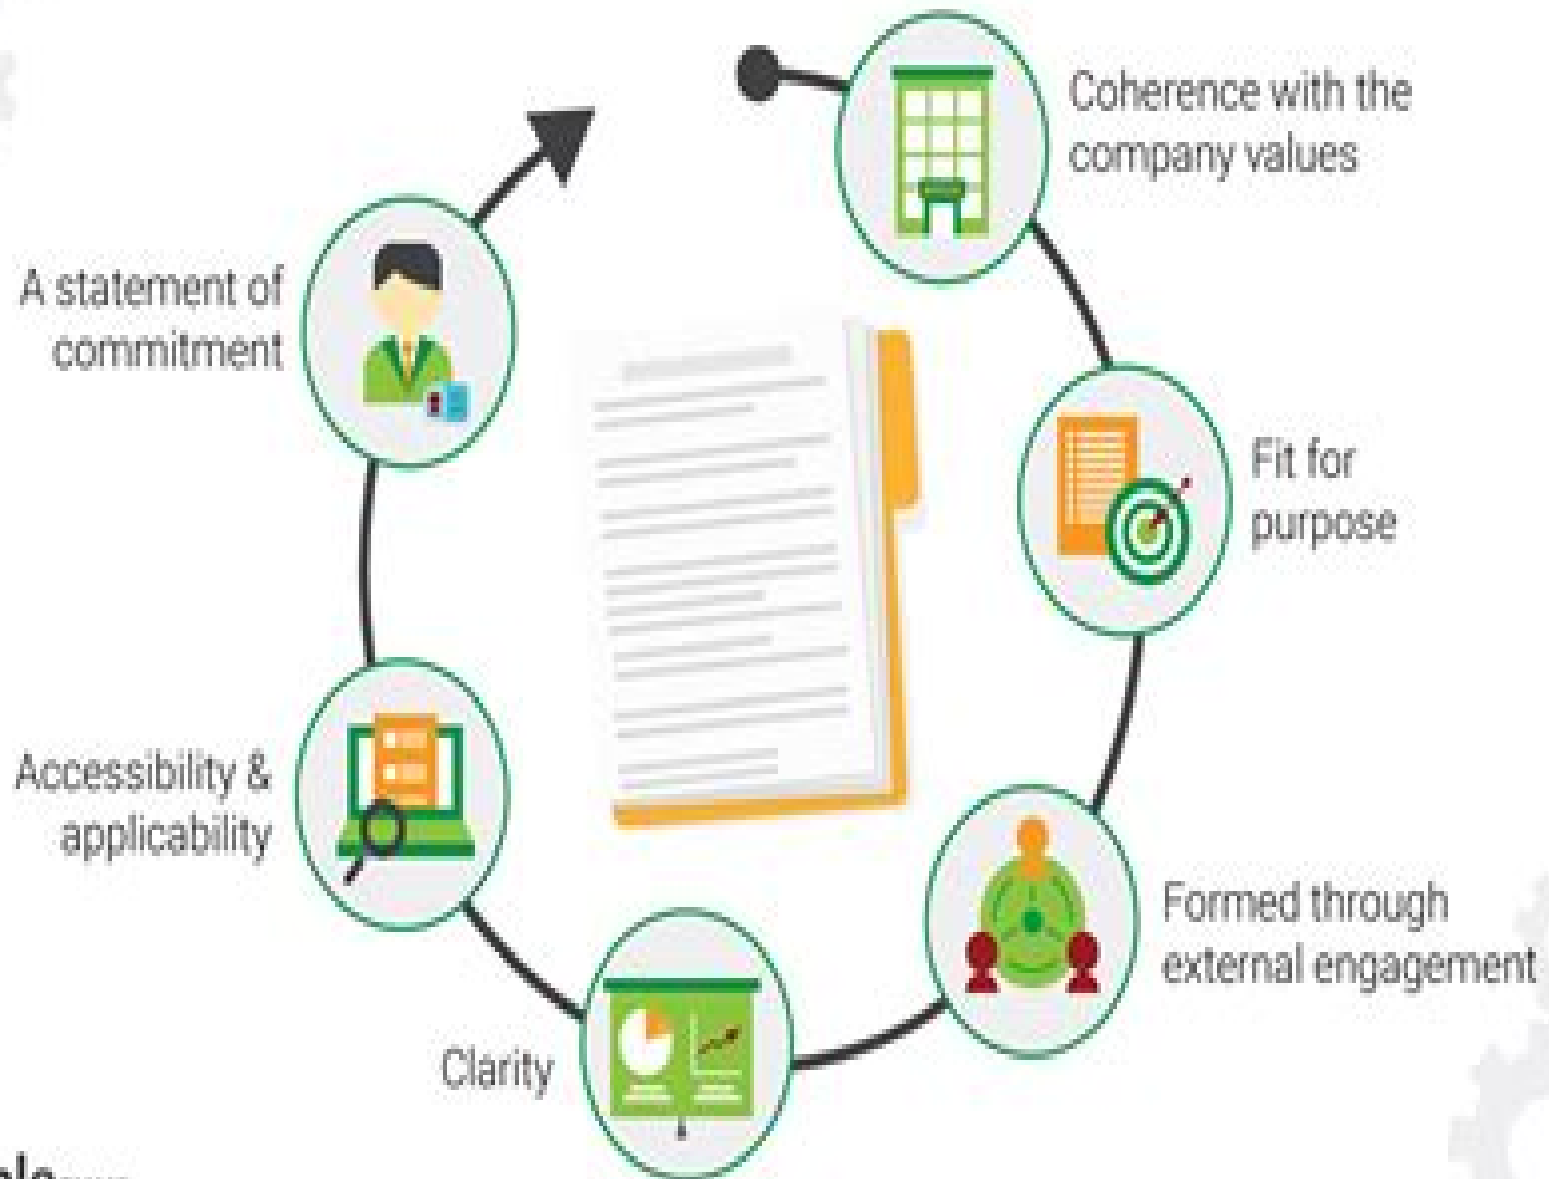 Coherence with the
company values
Fit for
purpose
Formed through
external engagement
Clarity
Accessibility &
applicability
A statement of
commitment